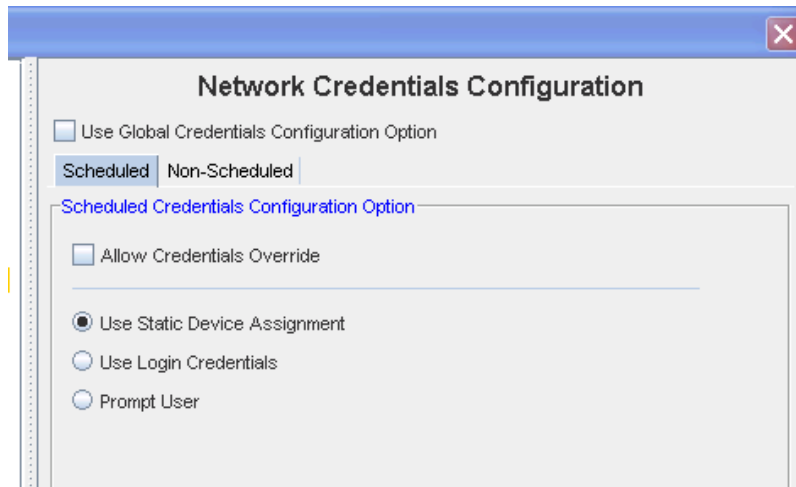 Network Credentials Configuration
Use Global Credentials Configuration Option
Scheduled Non-Scheduled
Scheduled Credentials Configuration Option
Allow Credentials Override
Use Static Device Assignment
Use Login Credentials
Prompt User